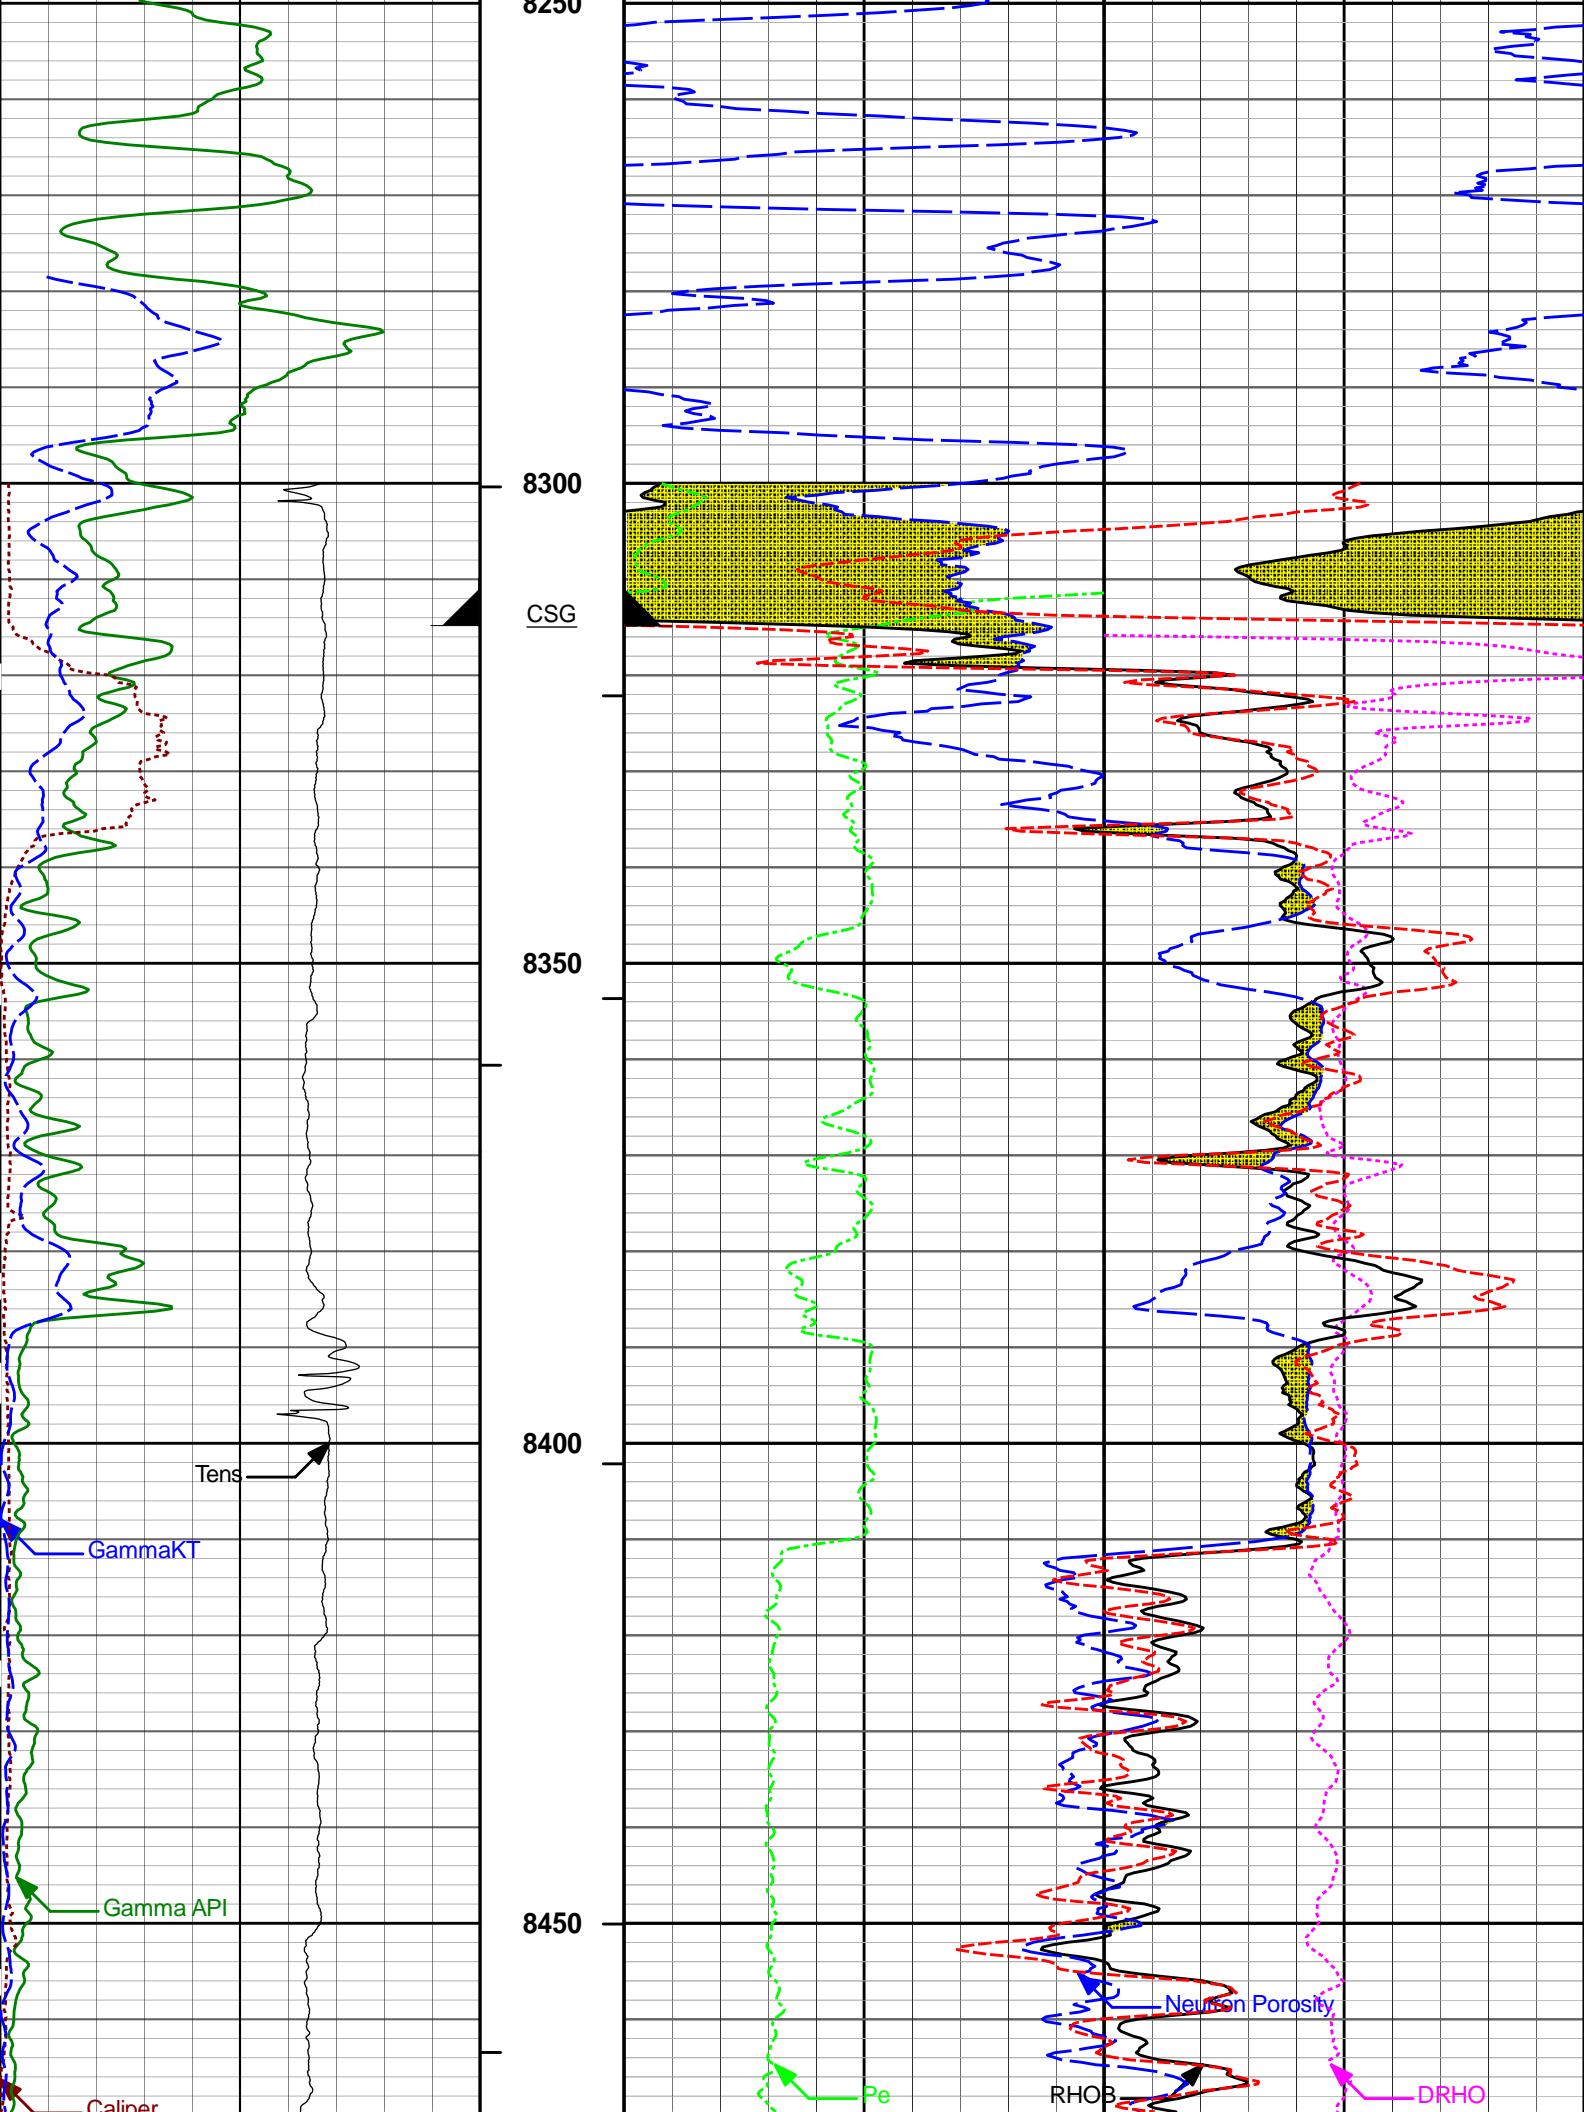 8250
8300
CSG
8350
8400
Tens
GammaKT
Gamma API
8450
Neutron Porosity
Pe
RHOB
DRHO
Caliper